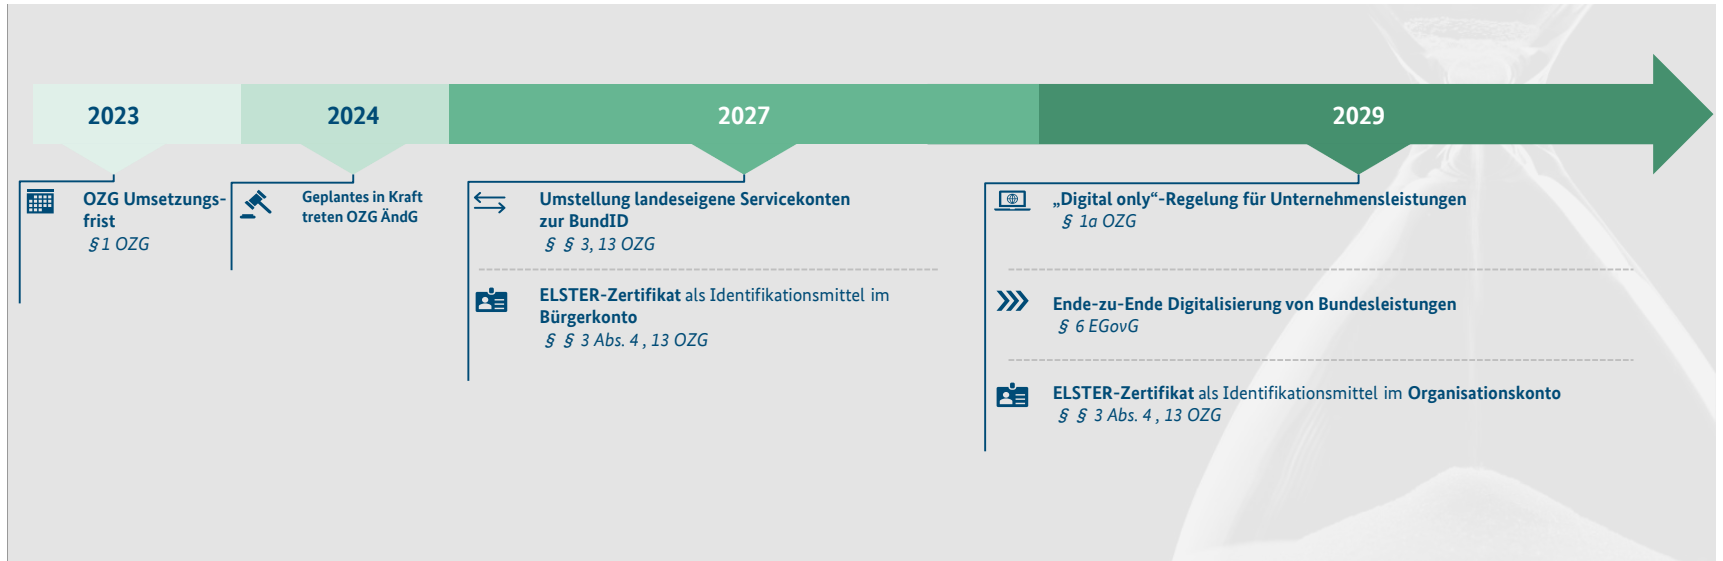 2023
2024
2027
2029
OZG Umsetzungs-
frist
§ 1 OZG
Geplantes in Kraft
treten OZG ÄndG
Umstellung landeseigene Servicekonten
zur BundID
§ § 3, 13 OZG
ELSTER-Zertifikat als Identifikationsmittel im
Bürgerkonto
§ § 3 Abs. 4 , 13 OZG
„Digital only“-Regelung für Unternehmensleistungen
§ 1a OZG
Ende-zu-Ende Digitalisierung von Bundesleistungen
§ 6 EGovG
ELSTER-Zertifikat als Identifikationsmittel im Organisationskonto
§ § 3 Abs. 4 , 13 OZG